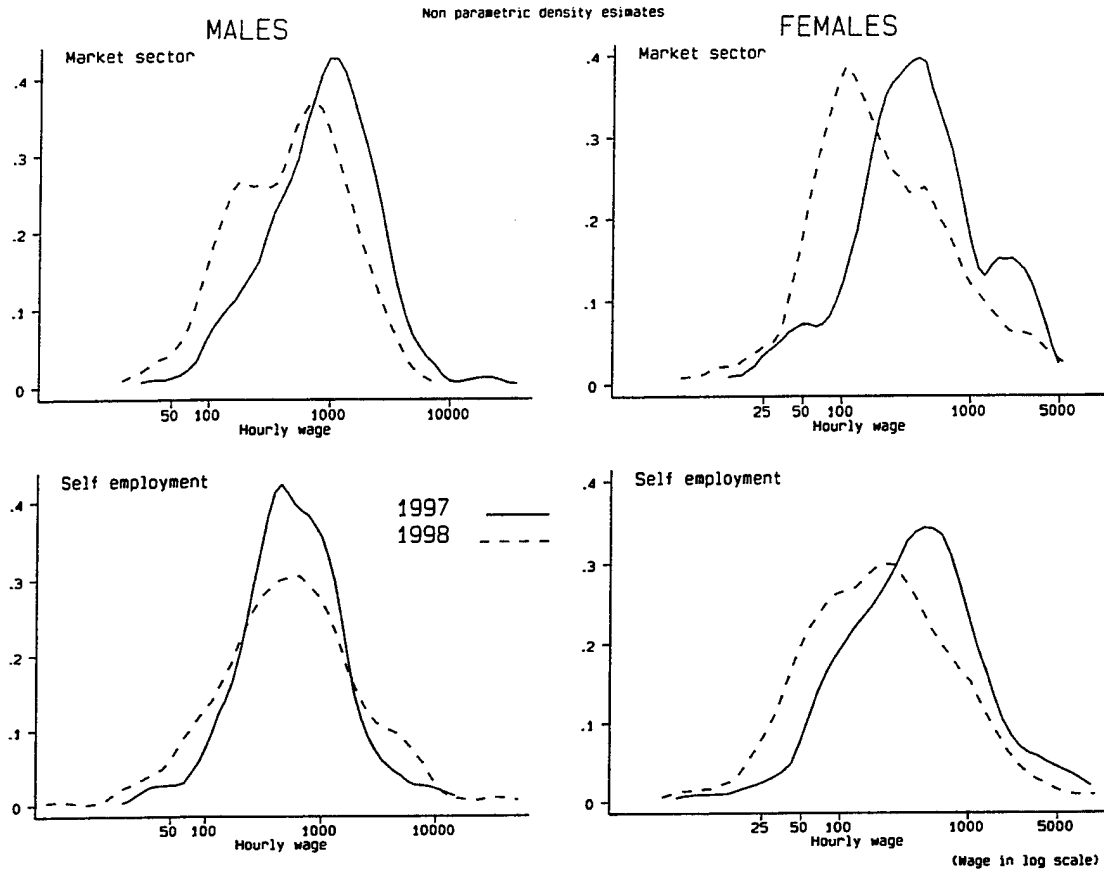 Non parametric density esimates
MALES
FEMALES
Market sector
.4
.3
.2
.1
0
50 100 1000 10000
Hourly wage
Market sector
.4
.3
.2
.1
0
25 50 100 1000 5000
Hourly wage
Self employment
.4
.3
.2
.1
0
50 100 1000 10000
Hourly wage
1997
1998
Self employment
.4
.3
.2
.1
0
25 50 100 1000 5000
Hourly wage
(Wage in log scale)